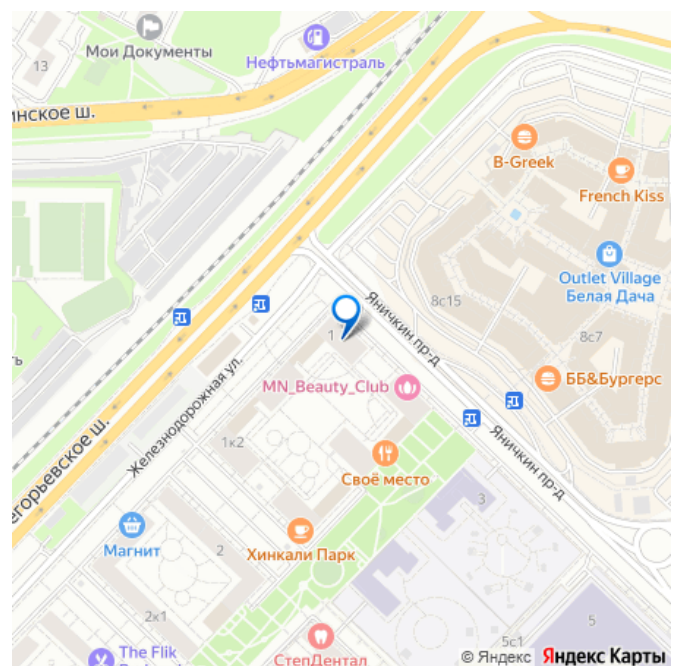 Мои Документы
13
Нефтьмагистраль
инское ш.
B-Greek
French Kiss
Outlet Village
Белая Дача
8с15
8с7
Яничкин пр-д
1
MN_Beauty_Club
ББ&Бургерс
Железнодорожная ул.
1к2
егорьевское ш.
Своё место
Яничкин пр-д
3
Магнит
2
Хинкали Парк
2к1
5
5с1
The Flik
СтепДентал
© Яндекс Яндекс Карты